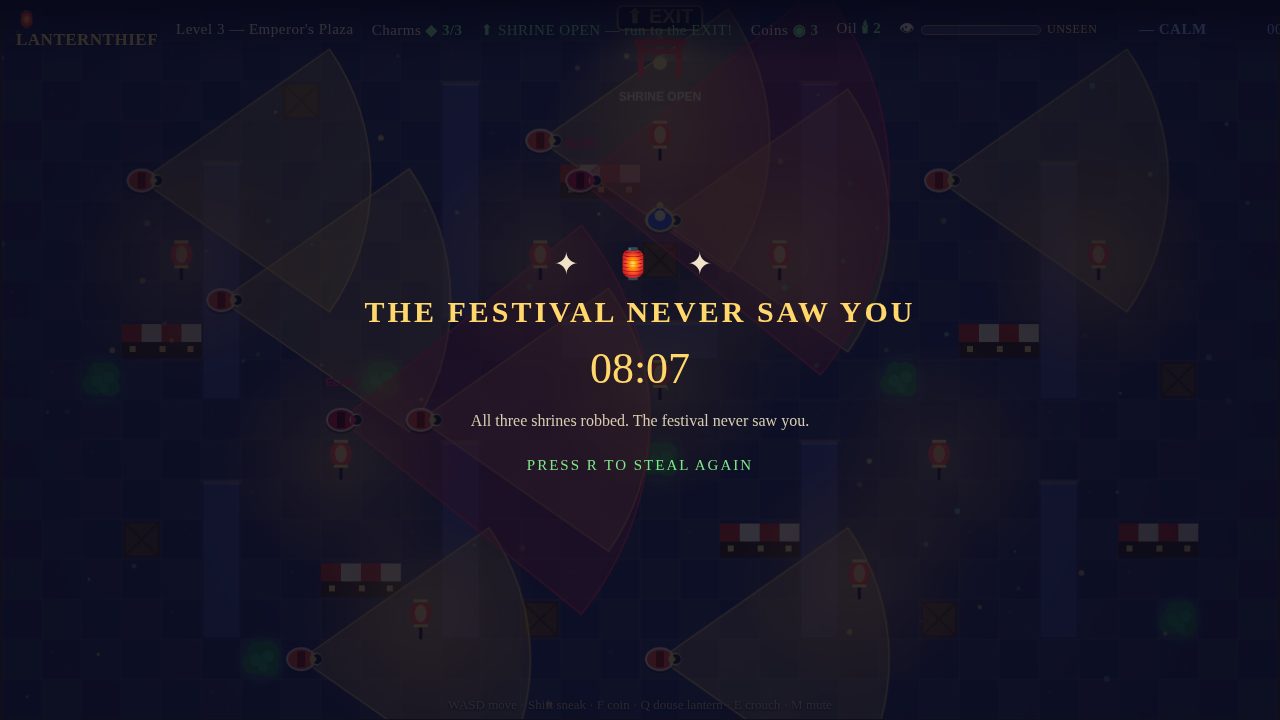 ⬆ EXIT
LANTERNTHIEF
Level 3 — Emperor's Plaza
Charms ◆ 3/3
⬆ SHRINE OPEN — run to the EXIT!
Coins ◉ 3
Oil 2
UNSEEN
— CALM
SHRINE OPEN
THE FESTIVAL NEVER SAW YOU
08:07
All three shrines robbed. The festival never saw you.
PRESS R TO STEAL AGAIN
WASD move · Shift sneak · F coin · Q douse lantern · E crouch · M mute